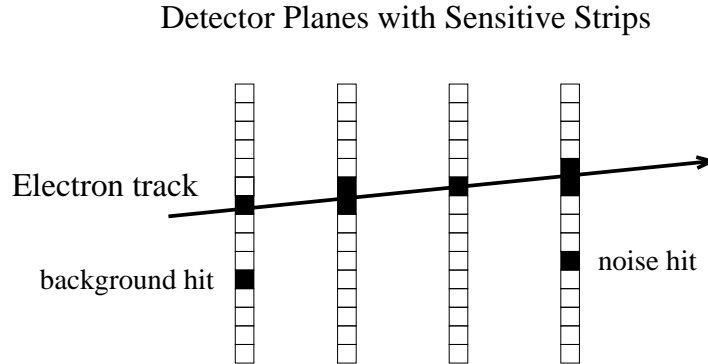 Detector Planes with Sensitive Strips
Electron track
background hit
noise hit